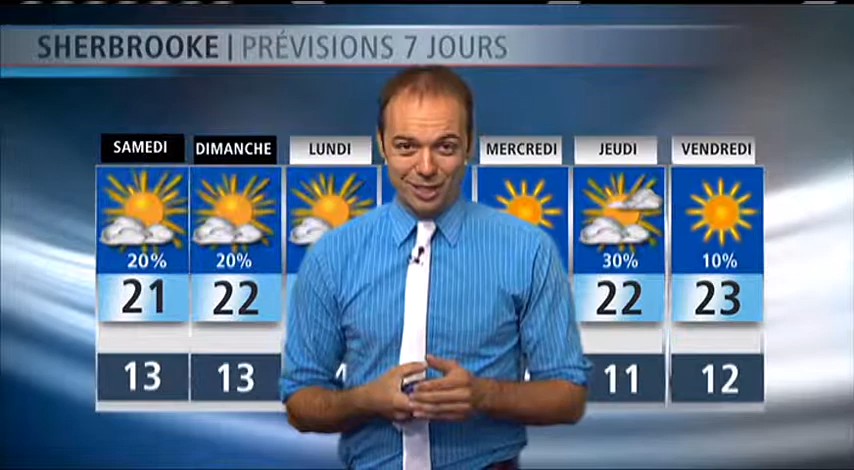 SHERBROOKE | PRÉVISIONS 7 JOURS
SAMEDI DIMANCHE LUNDI MERCREDI JEUDI VENDREDI
20% 20% 30% 10%
21 22 22 23
13 13 11 12